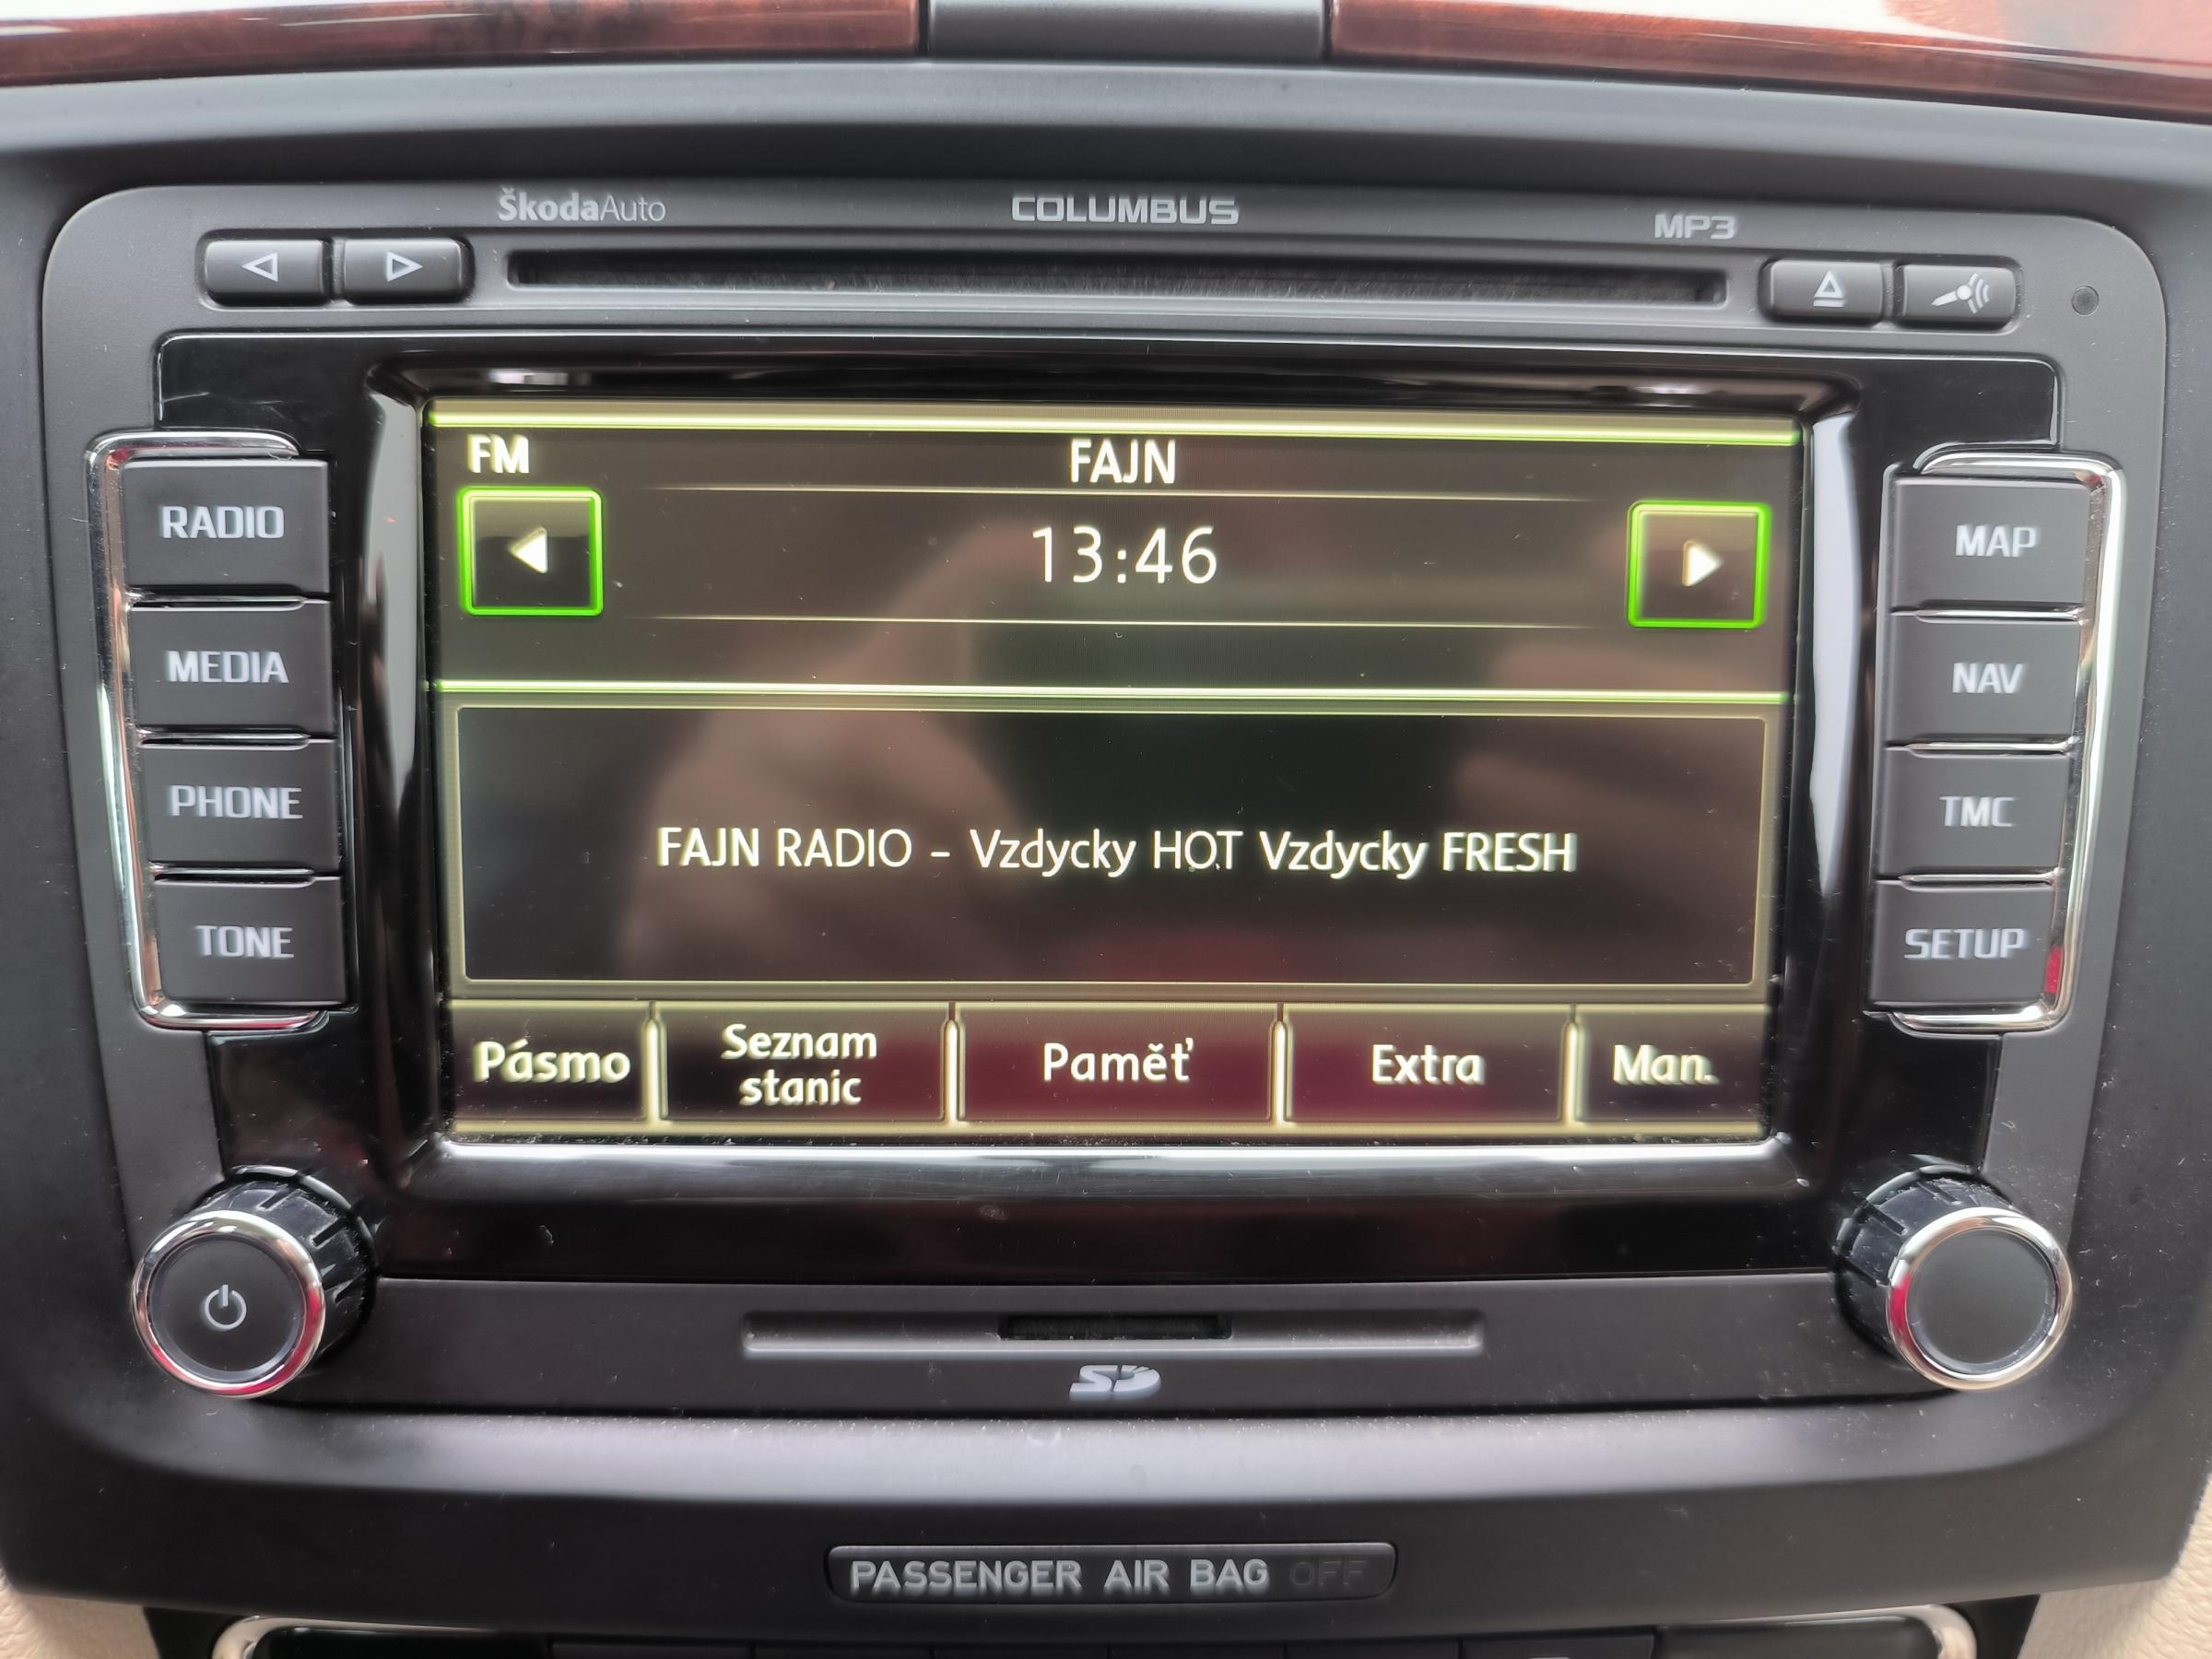 ŠkodaAuto
COLUMBUS
MP3
FM
FAJN
RADIO
13:46
MAP
MEDIA
NAV
PHONE
TMC
FAJN RADIO - Vzdycky HOT Vzdycky FRESH
TONE
SETUP
Pásmo
Seznam
stanic
Paměť
Extra
Man.
SD
PASSENGER AIR BAG OFF